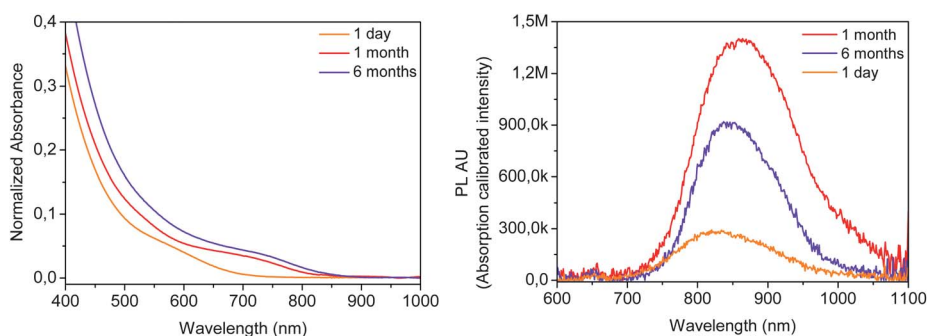 0,4
0,3
0,2
0,1
0,0
400 500 600 700 800 900 1000
Normalized Absorbance
Wavelength (nm)
1 day
1 month
6 months
1,5M
1,2M
900,0k
600,0k
300,0k
0,0
600 700 800 900 1000 1100
PL AU
(Absorption calibrated intensity)
Wavelength (nm)
1 month
6 months
1 day